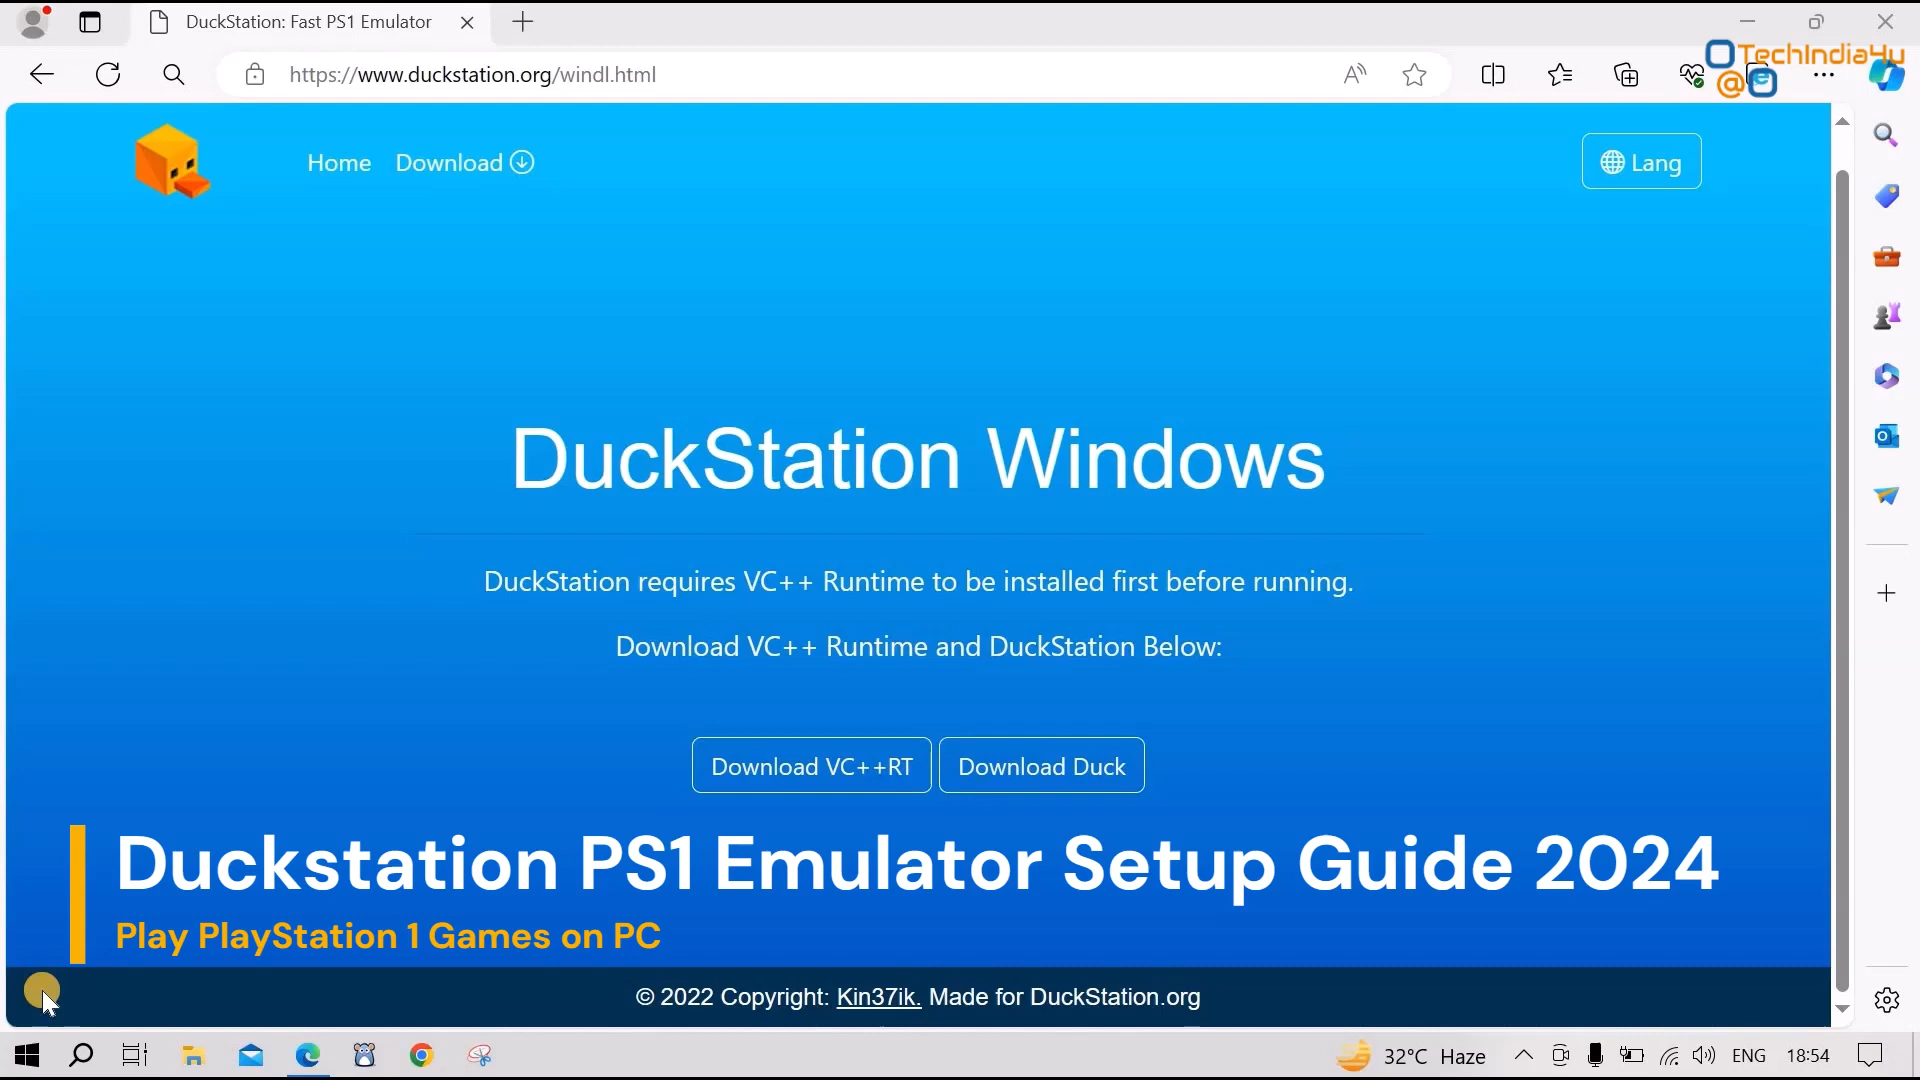 DuckStation: Fast PS1 Emulator
https://www.duckstation.org/windl.html
TechIndia4u
@
Home
Download
Lang
DuckStation Windows
DuckStation requires VC++ Runtime to be installed first before running.
Download VC++ Runtime and DuckStation Below:
Download VC++RT
Download Duck
Duckstation PS1 Emulator Setup Guide 2024
Play PlayStation 1 Games on PC
© 2022 Copyright: Kin37ik. Made for DuckStation.org
32°C Haze
ENG
18:54